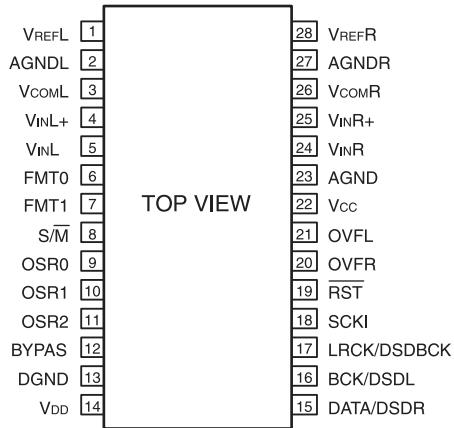 VREFL 1 28 VREFR
AGNDL 2 27 AGNDR
VCOML 3 26 VCOMR
VINL+ 4 25 VINR+
VINL 5 24 VINR
FMT0 6 23 AGND
FMT1 7 TOP VIEW 22 VCC
S/M̅ 8 21 OVFL
OSR0 9 20 OVFR
OSR1 10 19 R̅S̅T̅
OSR2 11 18 SCKI
BYPAS 12 17 LRCK/DSDBCK
DGND 13 16 BCK/DSDL
VDD 14 15 DATA/DSDR